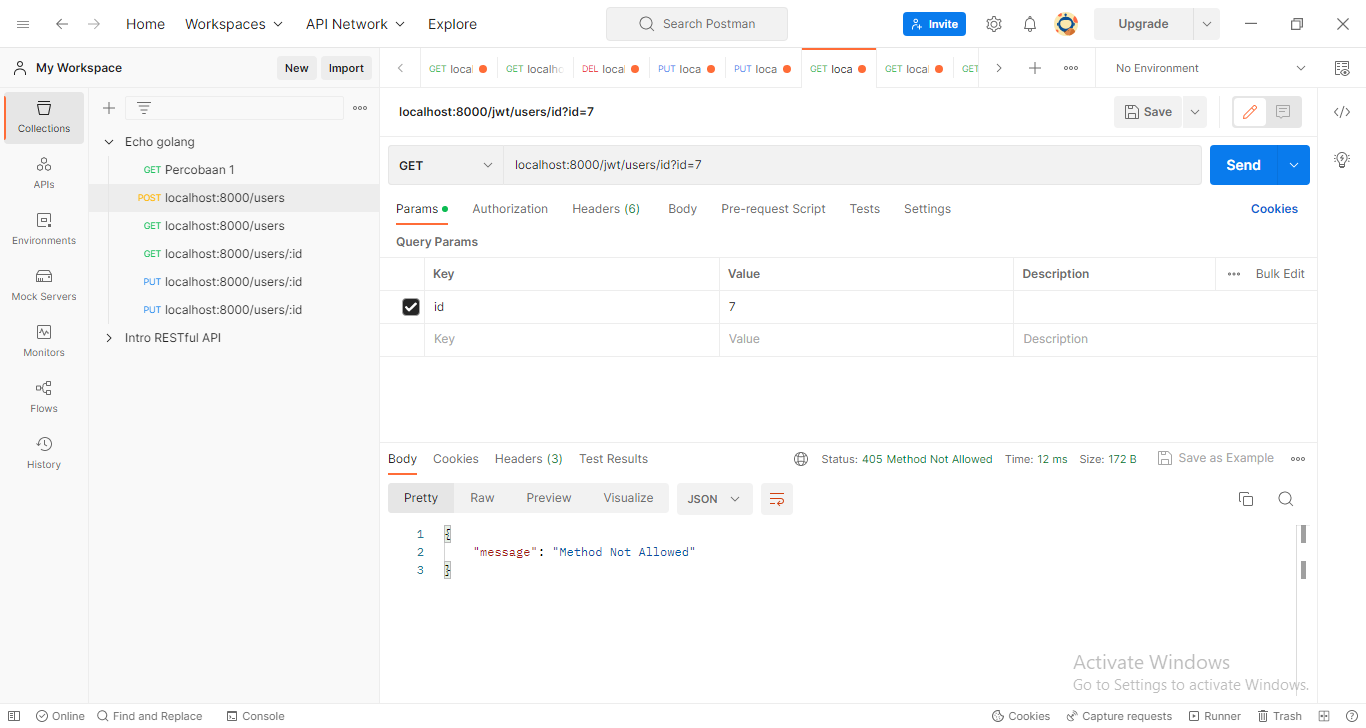 Home Workspaces API Network Explore Search Postman Invite Upgrade
My Workspace New Import GET local GET localho DEL local PUT loca PUT loca GET loca GET local GET No Environment
Collections
APIs
Environments
Mock Servers
Monitors
Flows
History
Echo golang
GET Percobaan 1
POST localhost:8000/users
GET localhost:8000/users
GET localhost:8000/users/:id
PUT localhost:8000/users/:id
PUT localhost:8000/users/:id
Intro RESTful API
localhost:8000/jwt/users/id?id=7 Save
GET localhost:8000/jwt/users/id?id=7 Send
Params Authorization Headers (6) Body Pre-request Script Tests Settings Cookies
Query Params
Key Value Description Bulk Edit
id 7
Key Value Description
Body Cookies Headers (3) Test Results Status: 405 Method Not Allowed Time: 12 ms Size: 172 B Save as Example
Pretty Raw Preview Visualize JSON
1 {
2 "message": "Method Not Allowed"
3 }
Activate Windows
Go to Settings to activate Windows.
Online Find and Replace Console Cookies Capture requests Runner Trash